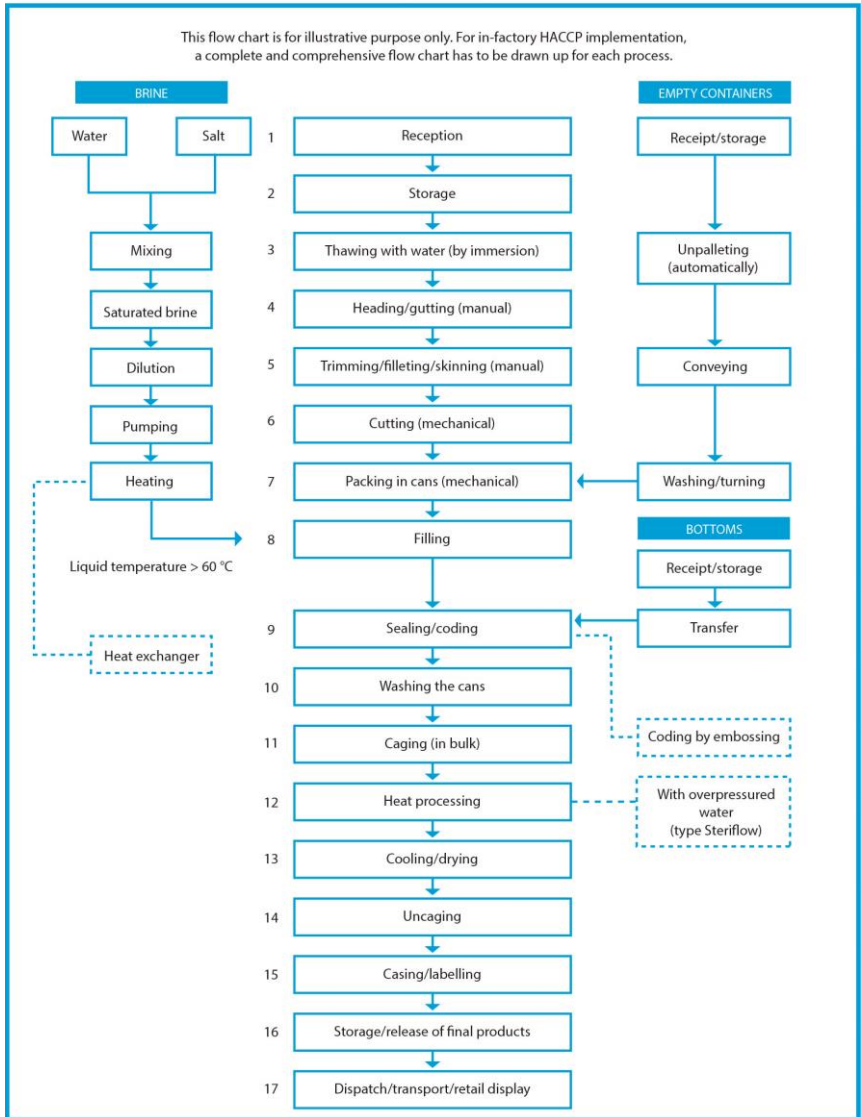 This flow chart is for illustrative purpose only. For in-factory HACCP implementation,
a complete and comprehensive flow chart has to be drawn up for each process.
BRINE
Water
Salt
Mixing
Saturated brine
Dilution
Pumping
Heating
Liquid temperature > 60 °C
Heat exchanger
1 Reception
2 Storage
3 Thawing with water (by immersion)
4 Heading/gutting (manual)
5 Trimming/filleting/skinning (manual)
6 Cutting (mechanical)
7 Packing in cans (mechanical)
8 Filling
9 Sealing/coding
10 Washing the cans
11 Caging (in bulk)
12 Heat processing
13 Cooling/drying
14 Uncaging
15 Casing/labelling
16 Storage/release of final products
17 Dispatch/transport/retail display
EMPTY CONTAINERS
Receipt/storage
Unpalleting
(automatically)
Conveying
Washing/turning
BOTTOMS
Receipt/storage
Transfer
Coding by embossing
With overpressured
water
(type Steriflow)